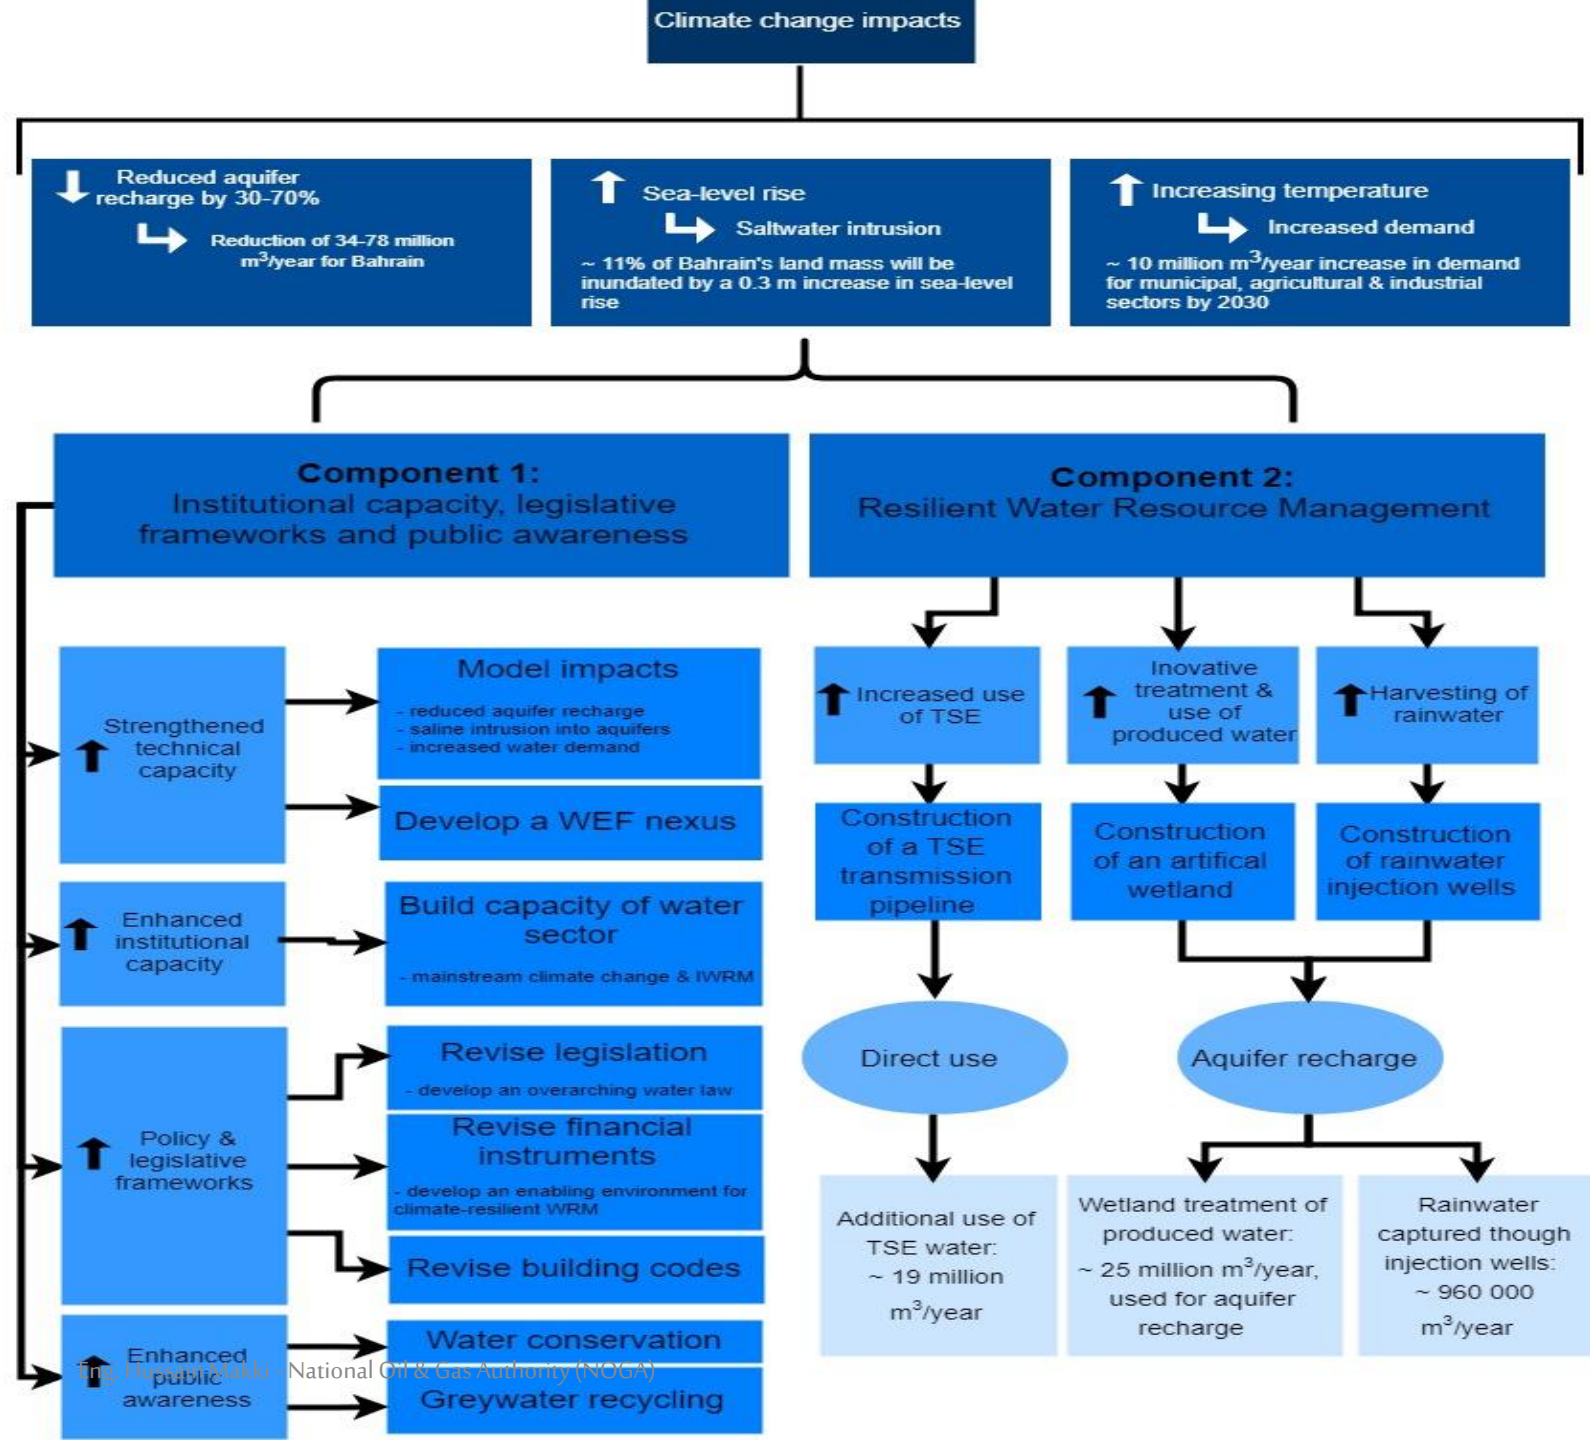 Climate change impacts
Reduced aquifer
recharge by 30-70%
Reduction of 34-78 million
m³/year for Bahrain
Sea-level rise
Saltwater intrusion
~ 11% of Bahrain's land mass will be
inundated by a 0.3 m increase in sea-level
rise
Increasing temperature
Increased demand
~ 10 million m³/year increase in demand
for municipal, agricultural & industrial
sectors by 2030
Component 1:
Institutional capacity, legislative
frameworks and public awareness
Component 2:
Resilient Water Resource Management
Strengthened
technical
capacity
Model impacts
- reduced aquifer recharge
- saline intrusion into aquifers
- increased water demand
Develop a WEF nexus
Enhanced
institutional
capacity
Build capacity of water
sector
- mainstream climate change & IWRM
Policy &
legislative
frameworks
Revise legislation
- develop an overarching water law
Revise financial
instruments
- develop an enabling environment for
climate-resilient WRM
Revise building codes
Enhanced
public
awareness
Water conservation
Greywater recycling
Eng. Hussain Makki - National Oil & Gas Authority (NOGA)
Increased use
of TSE
Inovative
treatment &
use of
produced water
Harvesting of
rainwater
Construction
of a TSE
transmission
pipeline
Construction
of an artifical
wetland
Construction
of rainwater
injection wells
Direct use
Aquifer recharge
Additional use of
TSE water:
~ 19 million
m³/year
Wetland treatment of
produced water:
~ 25 million m³/year,
used for aquifer
recharge
Rainwater
captured though
injection wells:
~ 960 000
m³/year